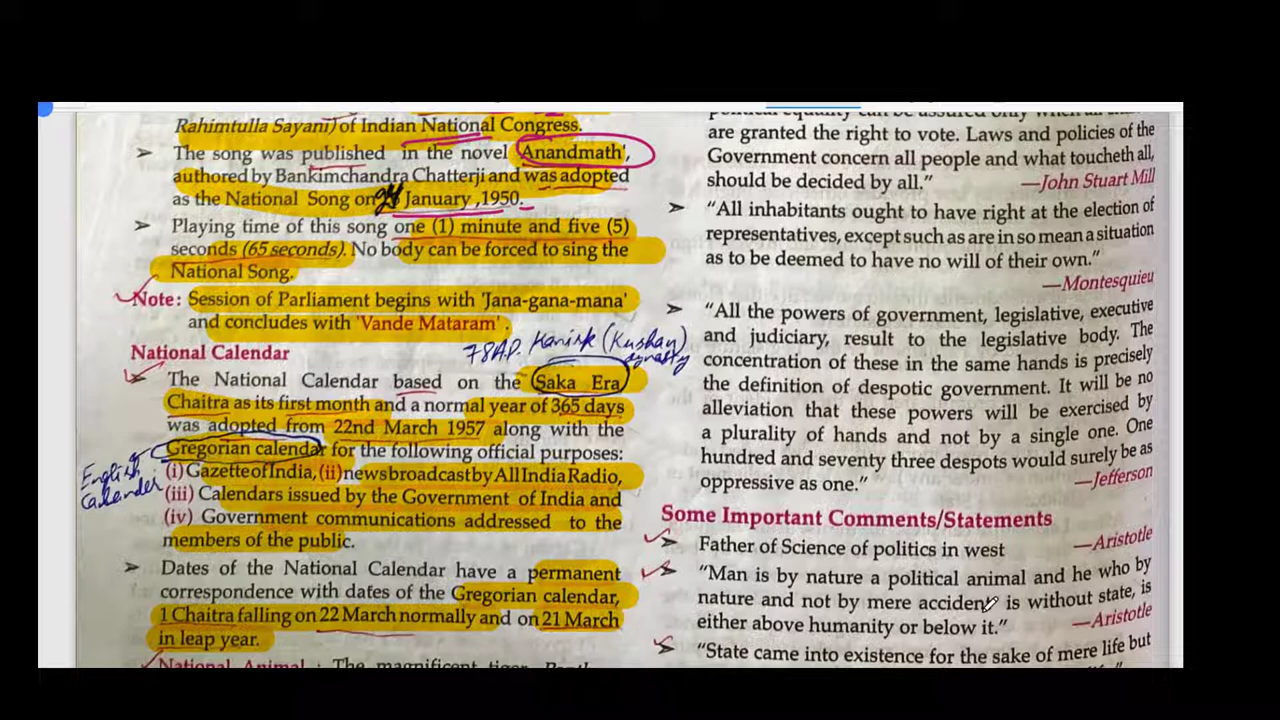 Rahimtulla Sayani) of Indian National Congress.
➢ The song was published in the novel 'Anandmath',
authored by Bankimchandra Chatterji and was adopted
as the National Song on 24 January ,1950.
➢ Playing time of this song one (1) minute and five (5)
seconds (65 seconds). No body can be forced to sing the
National Song.
Note: Session of Parliament begins with 'Jana-gana-mana'
and concludes with 'Vande Mataram' .
78AD. Kanisk (Kushan)
dynasty
National Calendar
➢ The National Calendar based on the Saka Era
Chaitra as its first month and a normal year of 365 days
was adopted from 22nd March 1957 along with the
Gregorian calendar for the following official purposes:
English
Calender
(i) Gazette of India, (ii) news broadcast by All India Radio,
(iii) Calendars issued by the Government of India and
(iv) Government communications addressed to the
members of the public.
➢ Dates of the National Calendar have a permanent
correspondence with dates of the Gregorian calendar,
1 Chaitra falling on 22 March normally and on 21 March
in leap year.
National Animal : The magnificent tiger,
political equality can be assured only when all
are granted the right to vote. Laws and policies of the
Government concern all people and what toucheth all,
should be decided by all." —John Stuart Mill
➢ "All inhabitants ought to have right at the election of
representatives, except such as are in so mean a situation
as to be deemed to have no will of their own."
—Montesquieu
➢ "All the powers of government, legislative, executive
and judiciary, result to the legislative body. The
concentration of these in the same hands is precisely
the definition of despotic government. It will be no
alleviation that these powers will be exercised by
a plurality of hands and not by a single one. One
hundred and seventy three despots would surely be as
oppressive as one." —Jefferson
Some Important Comments/Statements
➢ Father of Science of politics in west —Aristotle
➢ "Man is by nature a political animal and he who by
nature and not by mere accident is without state, is
either above humanity or below it." —Aristotle
➢ "State came into existence for the sake of mere life but